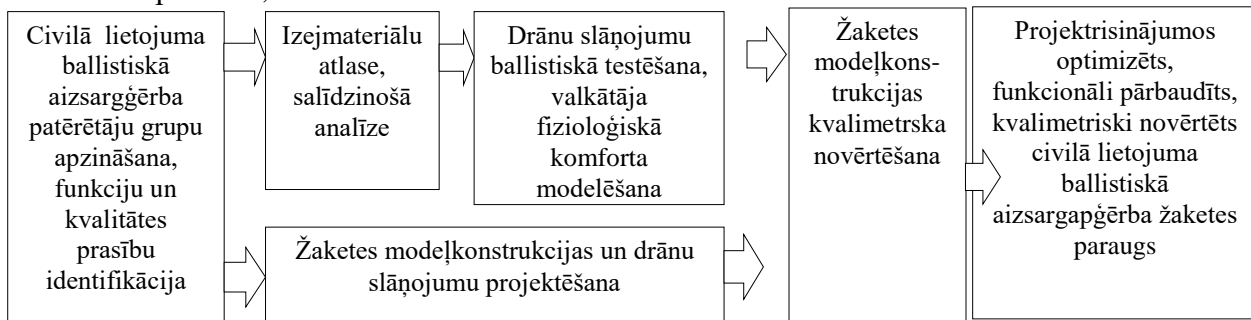 Civilā lietojuma
ballistiskā
aizsargģērba
patērētāju grupu
apzināšana,
funkciju un
kvalitātes
prasību
identifikācija
Izejmateriālu
atlase,
salīdzinošā
analīze
Drānu slāņojumu
ballistiskā testēšana,
valkātāja
fizioloģiskā
komforta
modelēšana
Žaketes modeļkonstrukcijas un drānu
slāņojumu projektēšana
Žaketes
modeļkons-
trukcijas
kvalimetrska
novērtēšana
Projektrisinājumos
optimizēts,
funkcionāli pārbaudīts,
kvalimetriski novērtēts
civilā lietojuma
ballistiskā
aizsargapģērba žaketes
paraugs